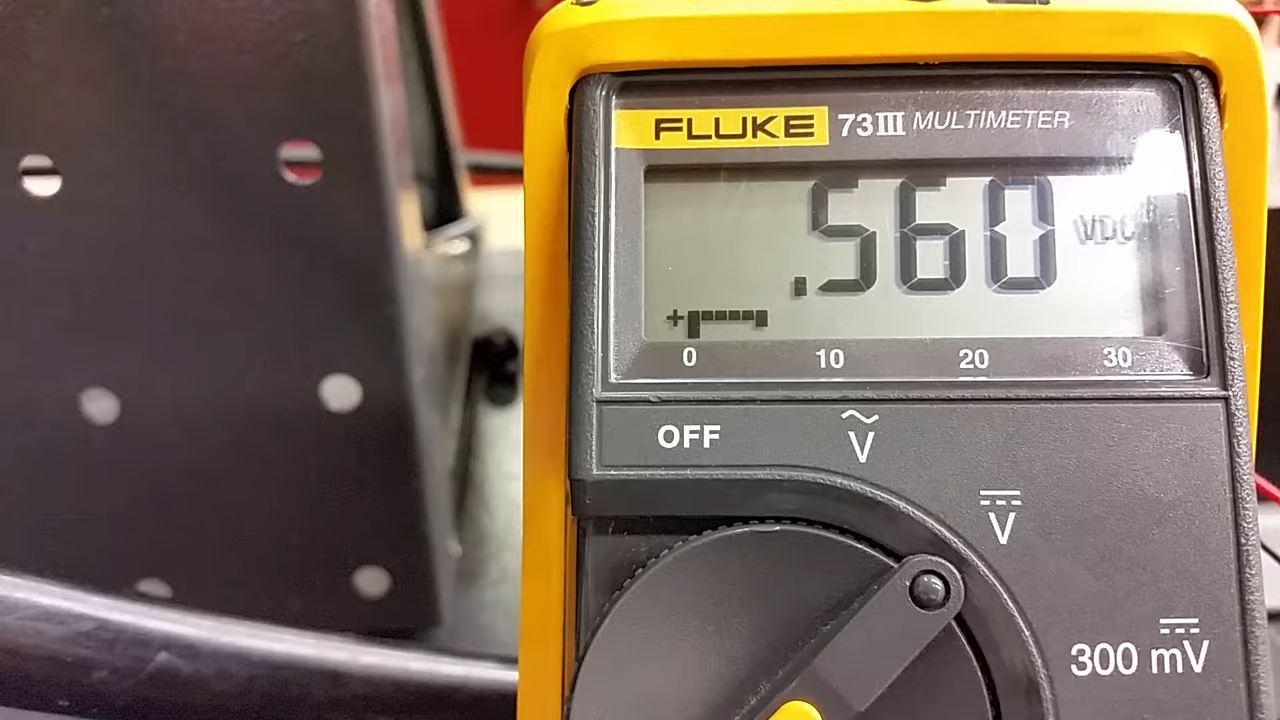 FLUKE 73III MULTIMETER
.560 VDC
+
0 10 20 30
OFF
V
V
300 mV